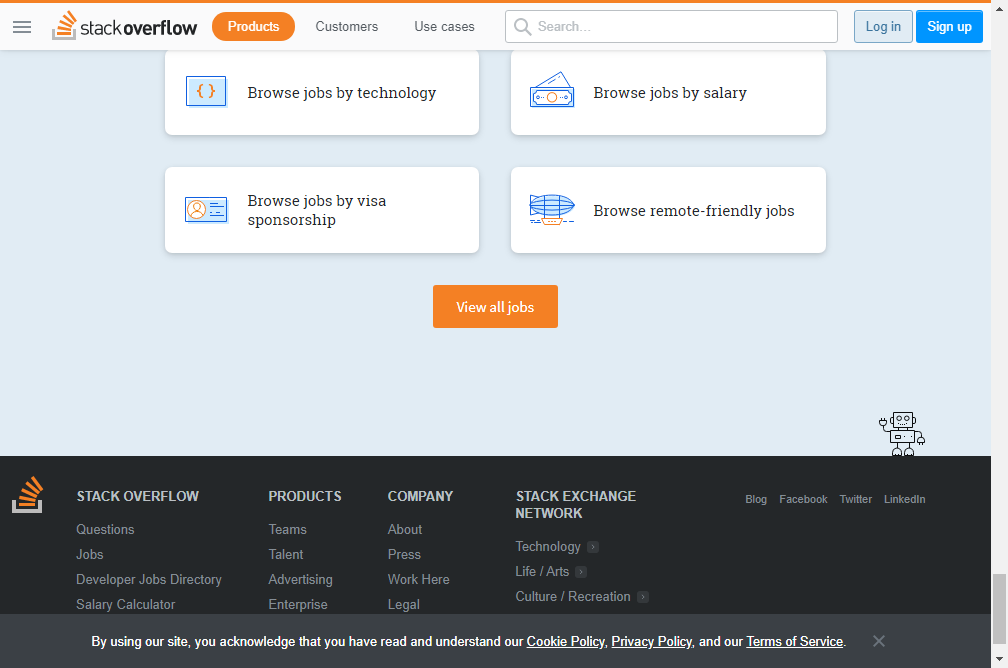 stackoverflow Products Customers Use cases Search... Log in Sign up
Browse jobs by technology
Browse jobs by salary
Browse jobs by visa
sponsorship
Browse remote-friendly jobs
View all jobs
STACK OVERFLOW
Questions
Jobs
Developer Jobs Directory
Salary Calculator
PRODUCTS
Teams
Talent
Advertising
Enterprise
COMPANY
About
Press
Work Here
Legal
STACK EXCHANGE
NETWORK
Technology
Life / Arts
Culture / Recreation
Blog Facebook Twitter LinkedIn
By using our site, you acknowledge that you have read and understand our Cookie Policy, Privacy Policy, and our Terms of Service.